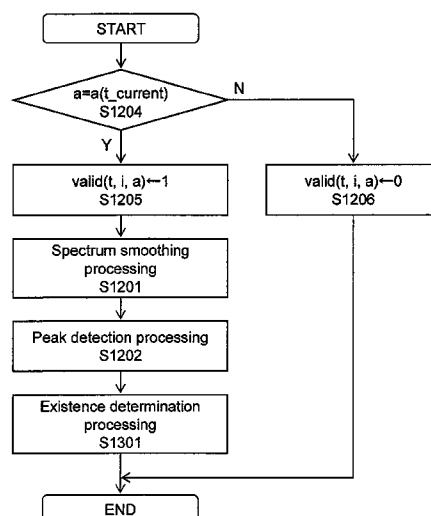 START
a=a(t_current)
S1204
N
Y
valid(t, i, a)←1
S1205
valid(t, i, a)←0
S1206
Spectrum smoothing
processing
S1201
Peak detection processing
S1202
Existence determination
processing
S1301
END